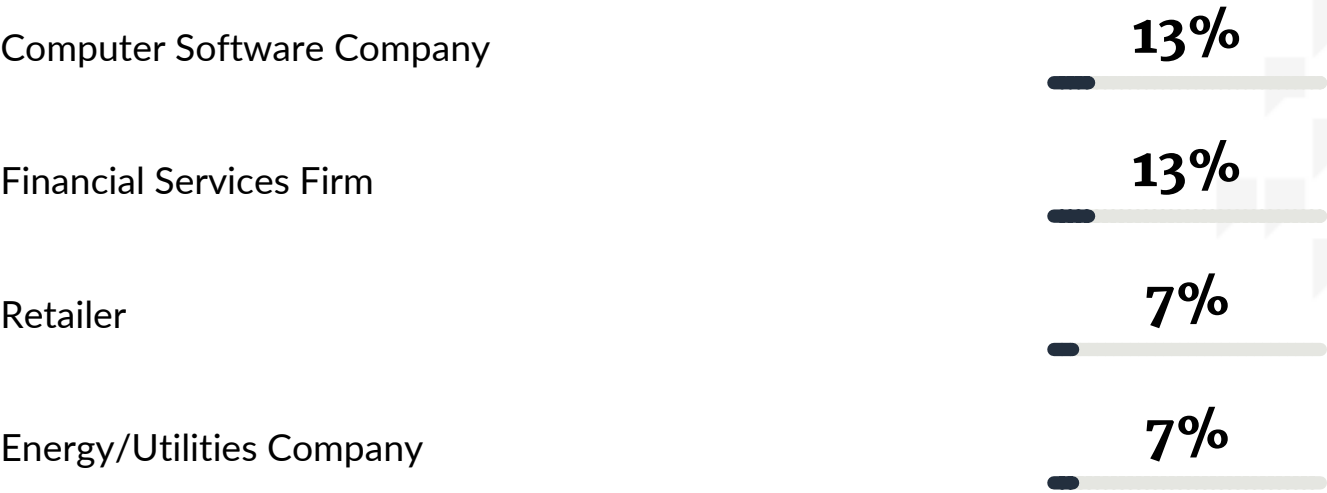 Computer Software Company 13%
Financial Services Firm 13%
Retailer 7%
Energy/Utilities Company 7%